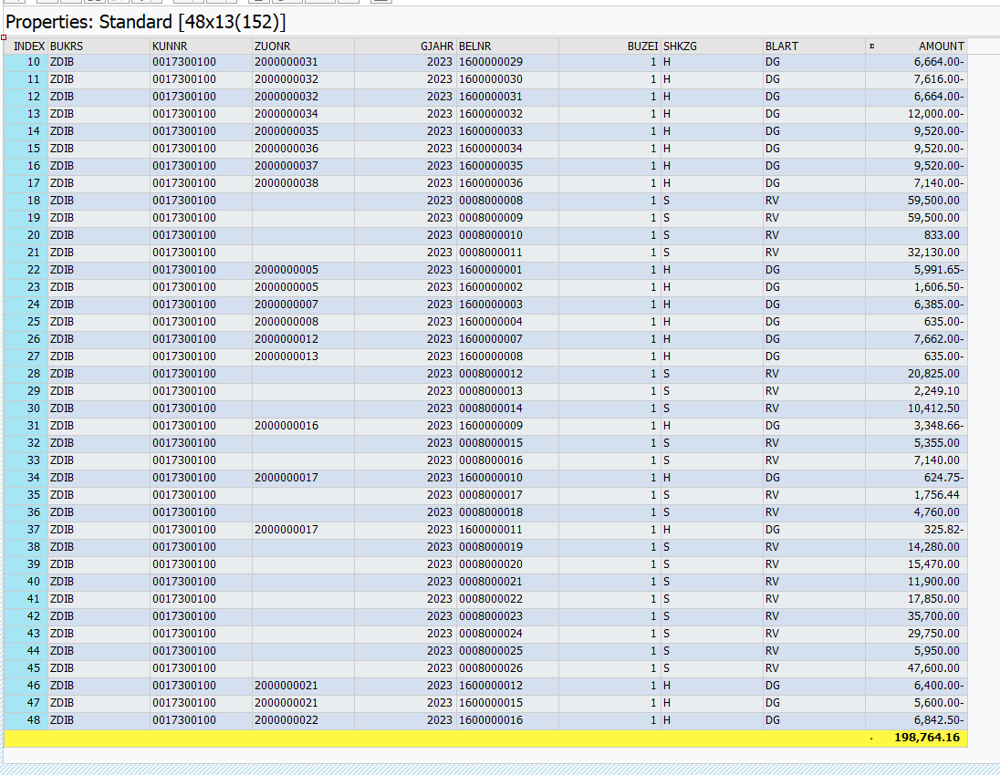 Properties: Standard [48x13(152)]
INDEX BUKRS KUNNR ZUONR GJAHR BELNR BUZEI SHKZG BLART Σ AMOUNT
10 ZDIB 0017300100 2000000031 2023 1600000029 1 H DG 6,664.00-
11 ZDIB 0017300100 2000000032 2023 1600000030 1 H DG 7,616.00-
12 ZDIB 0017300100 2000000032 2023 1600000031 1 H DG 6,664.00-
13 ZDIB 0017300100 2000000034 2023 1600000032 1 H DG 12,000.00-
14 ZDIB 0017300100 2000000035 2023 1600000033 1 H DG 9,520.00-
15 ZDIB 0017300100 2000000036 2023 1600000034 1 H DG 9,520.00-
16 ZDIB 0017300100 2000000037 2023 1600000035 1 H DG 9,520.00-
17 ZDIB 0017300100 2000000038 2023 1600000036 1 H DG 7,140.00-
18 ZDIB 0017300100 2023 0008000008 1 S RV 59,500.00
19 ZDIB 0017300100 2023 0008000009 1 S RV 59,500.00
20 ZDIB 0017300100 2023 0008000010 1 S RV 833.00
21 ZDIB 0017300100 2023 0008000011 1 S RV 32,130.00
22 ZDIB 0017300100 2000000005 2023 1600000001 1 H DG 5,991.65-
23 ZDIB 0017300100 2000000005 2023 1600000002 1 H DG 1,606.50-
24 ZDIB 0017300100 2000000007 2023 1600000003 1 H DG 6,385.00-
25 ZDIB 0017300100 2000000008 2023 1600000004 1 H DG 635.00-
26 ZDIB 0017300100 2000000012 2023 1600000007 1 H DG 7,662.00-
27 ZDIB 0017300100 2000000013 2023 1600000008 1 H DG 635.00-
28 ZDIB 0017300100 2023 0008000012 1 S RV 20,825.00
29 ZDIB 0017300100 2023 0008000013 1 S RV 2,249.10
30 ZDIB 0017300100 2023 0008000014 1 S RV 10,412.50
31 ZDIB 0017300100 2000000016 2023 1600000009 1 H DG 3,348.66-
32 ZDIB 0017300100 2023 0008000015 1 S RV 5,355.00
33 ZDIB 0017300100 2023 0008000016 1 S RV 7,140.00
34 ZDIB 0017300100 2000000017 2023 1600000010 1 H DG 624.75-
35 ZDIB 0017300100 2023 0008000017 1 S RV 1,756.44
36 ZDIB 0017300100 2023 0008000018 1 S RV 4,760.00
37 ZDIB 0017300100 2000000017 2023 1600000011 1 H DG 325.82-
38 ZDIB 0017300100 2023 0008000019 1 S RV 14,280.00
39 ZDIB 0017300100 2023 0008000020 1 S RV 15,470.00
40 ZDIB 0017300100 2023 0008000021 1 S RV 11,900.00
41 ZDIB 0017300100 2023 0008000022 1 S RV 17,850.00
42 ZDIB 0017300100 2023 0008000023 1 S RV 35,700.00
43 ZDIB 0017300100 2023 0008000024 1 S RV 29,750.00
44 ZDIB 0017300100 2023 0008000025 1 S RV 5,950.00
45 ZDIB 0017300100 2023 0008000026 1 S RV 47,600.00
46 ZDIB 0017300100 2000000021 2023 1600000012 1 H DG 6,400.00-
47 ZDIB 0017300100 2000000021 2023 1600000015 1 H DG 5,600.00-
48 ZDIB 0017300100 2000000022 2023 1600000016 1 H DG 6,842.50-
198,764.16